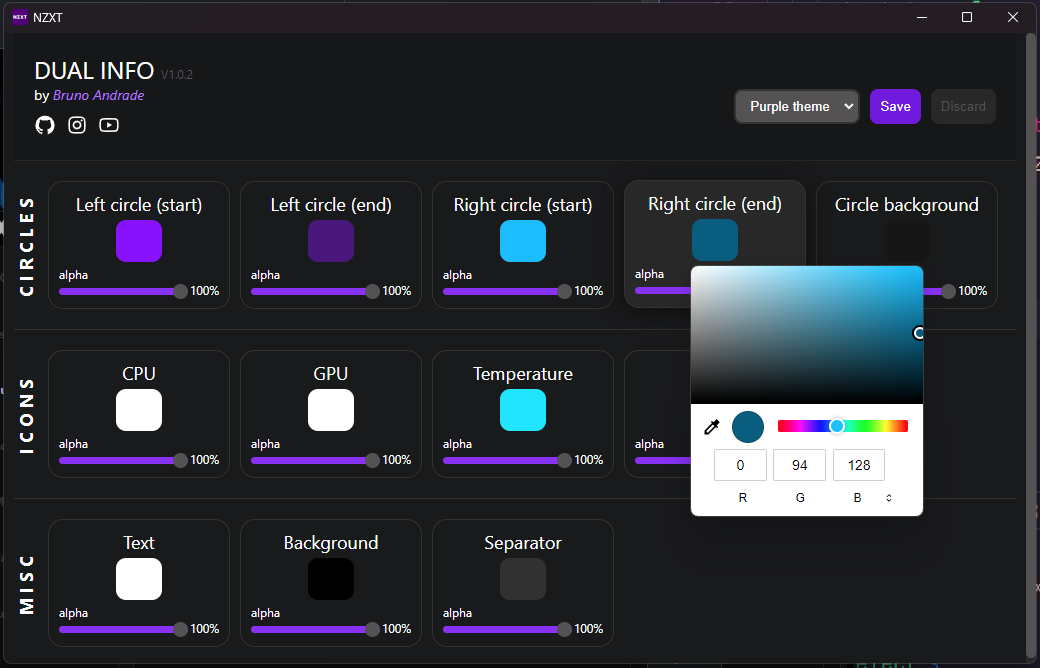 NZXT NZXT
DUAL INFO V1.0.2
by Bruno Andrade
Purple theme
Save
Discard
CIRCLES
Left circle (start)
alpha
100%
Left circle (end)
alpha
100%
Right circle (start)
alpha
100%
Right circle (end)
alpha
Circle background
100%
0
94
128
R
G
B
ICONS
CPU
alpha
100%
GPU
alpha
100%
Temperature
alpha
100%
alpha
MISC
Text
alpha
100%
Background
alpha
100%
Separator
alpha
100%